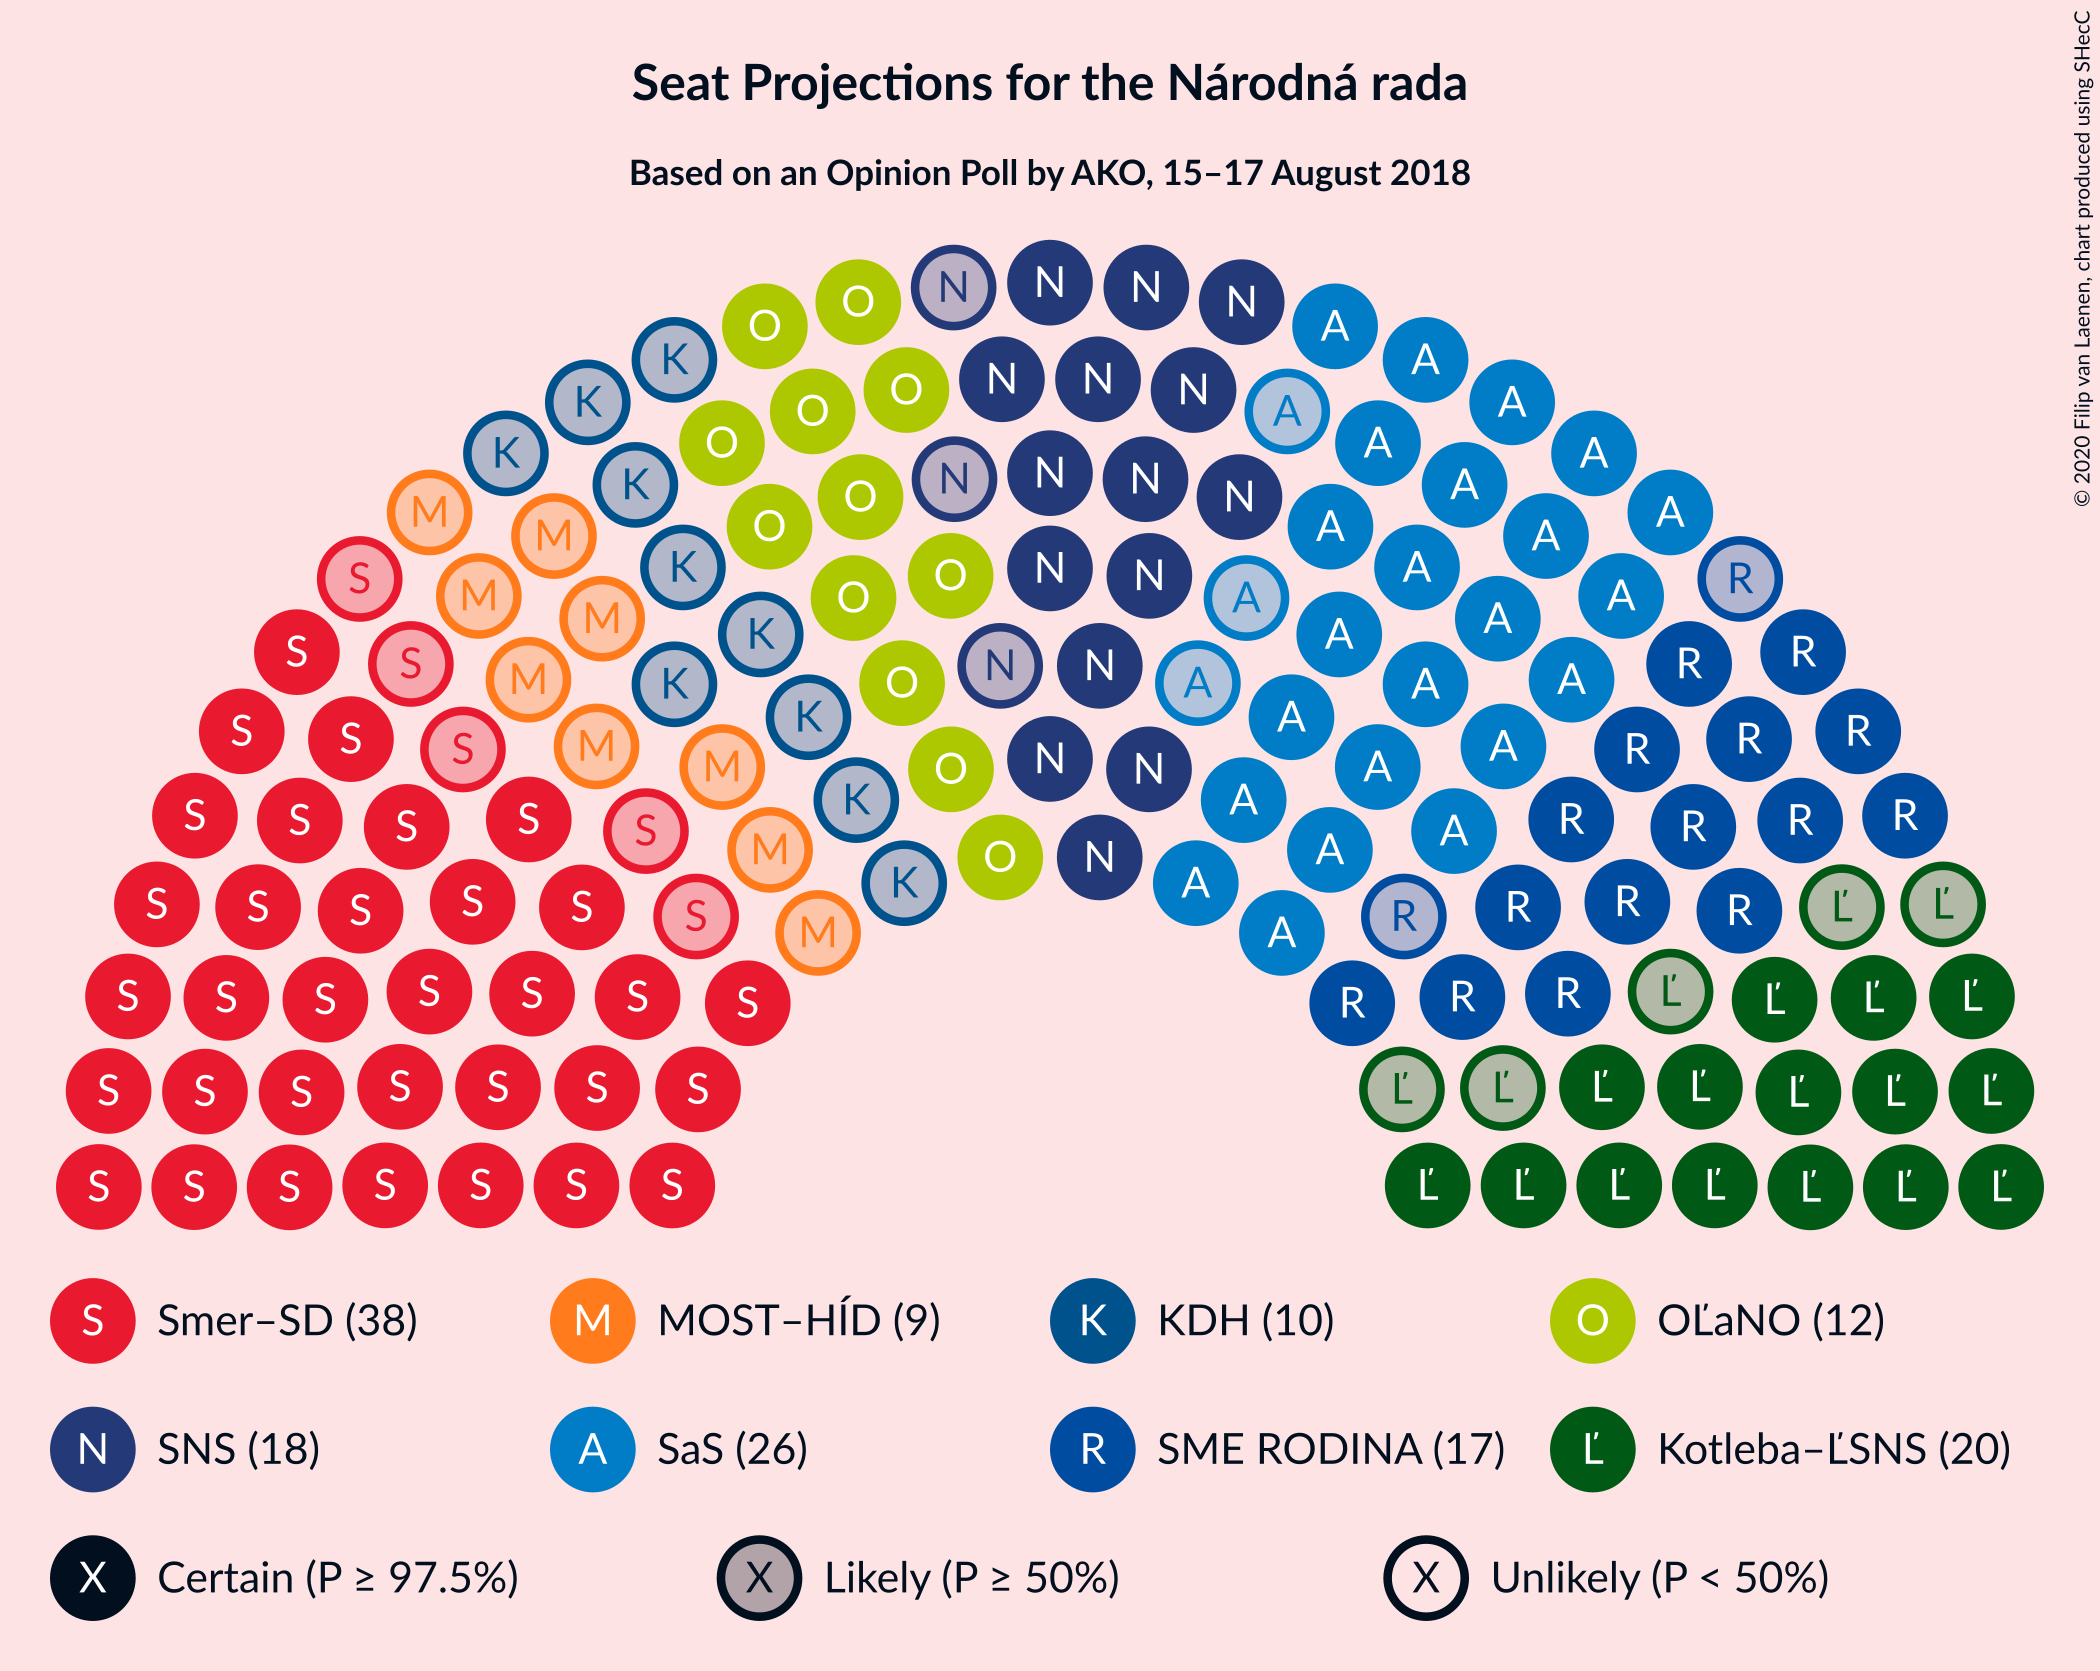 Seat Projections for the Národná rada
Based on an Opinion Poll by AKO, 15–17 August 2018
© 2020 Filip van Laenen, chart produced using SHecC
N N N N
O O A A
K N N N A
K O O A A
K K O N N N N A A
M M K O O A A A
S M M K O O N N A A A A R
S S M K O N N A A A A R R
S S S M K K O N A A A A R R R
S S S S M M K O N N A A A R R R R
S S S S S S M K O N A A R R R R Ľ Ľ
S S S S S S S M A R R R Ľ Ľ Ľ Ľ
S S S S S S S Ľ Ľ Ľ Ľ Ľ Ľ Ľ
S S S S S S S Ľ Ľ Ľ Ľ Ľ Ľ Ľ
S Smer–SD (38) M MOST–HÍD (9) K KDH (10) O OĽaNO (12)
N SNS (18) A SaS (26) R SME RODINA (17) Ľ Kotleba–ĽSNS (20)
X Certain (P ≥ 97.5%) X Likely (P ≥ 50%) X Unlikely (P < 50%)